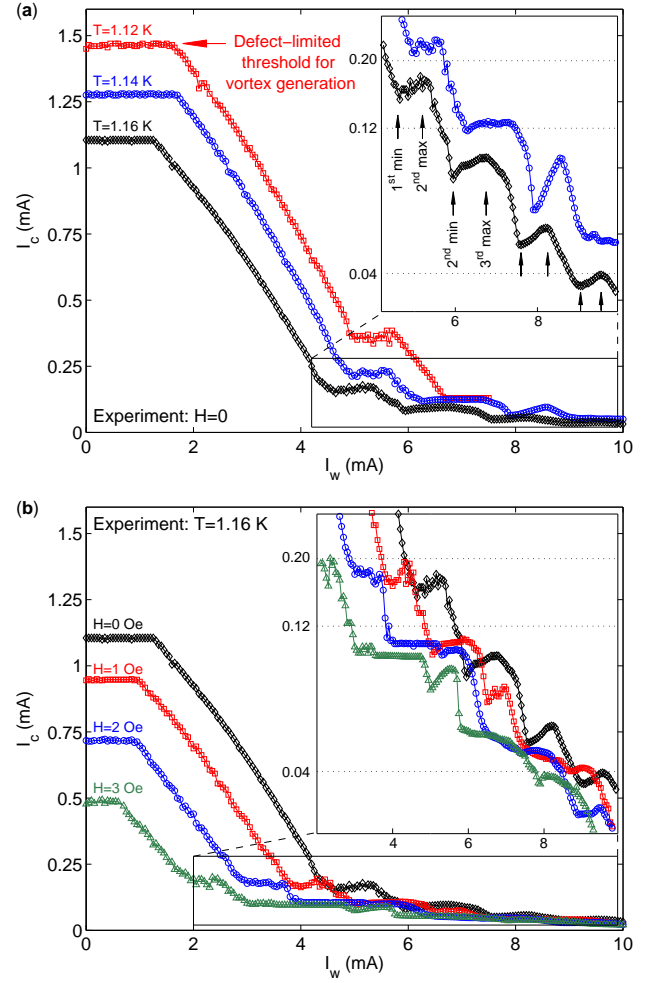 (a)
1.5
1.25
1
0.75
0.5
0.25
0
I_c (mA)
T=1.12 K
T=1.14 K
T=1.16 K
Defect−limited
threshold for
vortex generation
0.20
0.12
0.04
1st min
2nd max
2nd min
3rd max
6 8
Experiment: H=0
0 2 4 6 8 10
I_w (mA)
(b)
1.5
1
0.75
0.5
0.25
0
I_c (mA)
Experiment: T=1.16 K
H=0 Oe
H=1 Oe
H=2 Oe
H=3 Oe
0.20
0.12
0.04
4 6 8
0 2 4 6 8 10
I_w (mA)